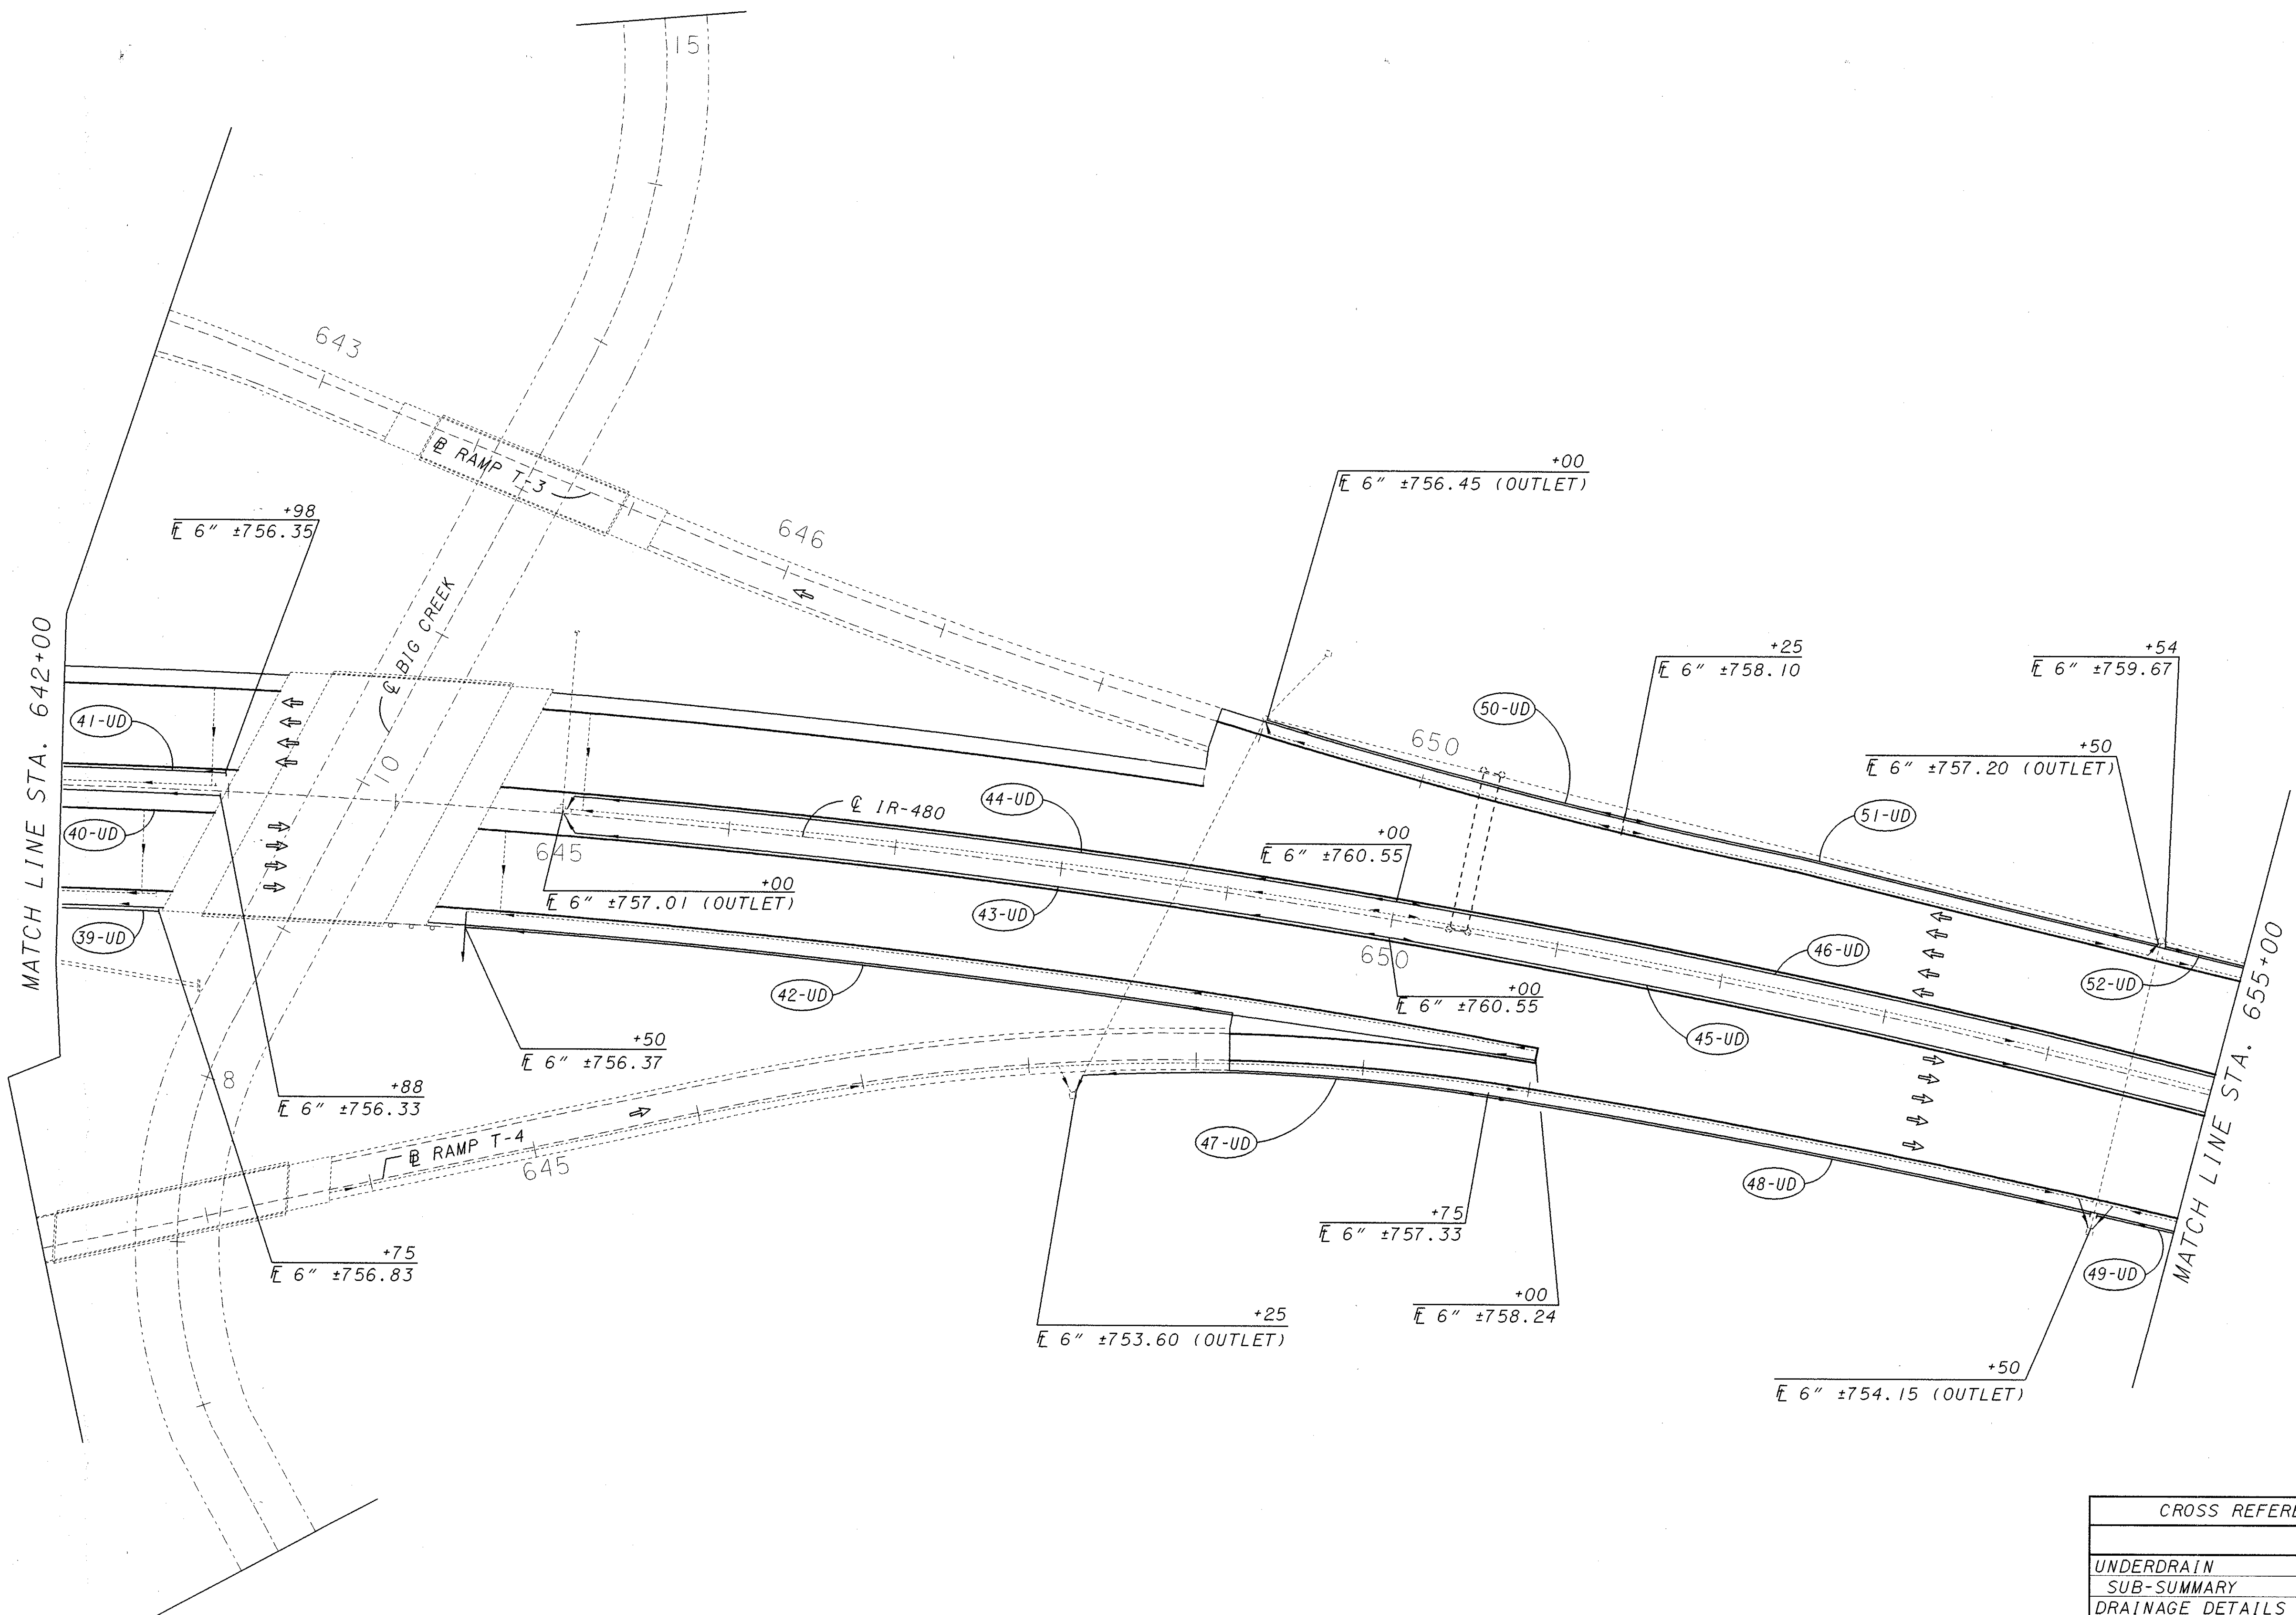 15
643
℄ RAMP T-3
646
+98
F̵L 6" ±756.35
+00
F̵L 6" ±756.45 (OUTLET)
℄ BIG CREEK
10
MATCH LINE STA. 642+00
41-UD
40-UD
39-UD
+25
F̵L 6" ±758.10
+54
F̵L 6" ±759.67
50-UD
650
+50
F̵L 6" ±757.20 (OUTLET)
51-UD
44-UD
℄ IR-480
645
+00
F̵L 6" ±760.55
+00
F̵L 6" ±757.01 (OUTLET)
43-UD
650
46-UD
52-UD
42-UD
+00
F̵L 6" ±760.55
45-UD
+50
F̵L 6" ±756.37
8
+88
F̵L 6" ±756.33
MATCH LINE STA. 655+00
RAMP T-4
645
47-UD
48-UD
+75
F̵L 6" ±757.33
+75
F̵L 6" ±756.83
49-UD
+00
F̵L 6" ±758.24
+25
F̵L 6" ±753.60 (OUTLET)
+50
F̵L 6" ±754.15 (OUTLET)
CROSS REFERE
UNDERDRAIN
SUB-SUMMARY
DRAINAGE DETAILS